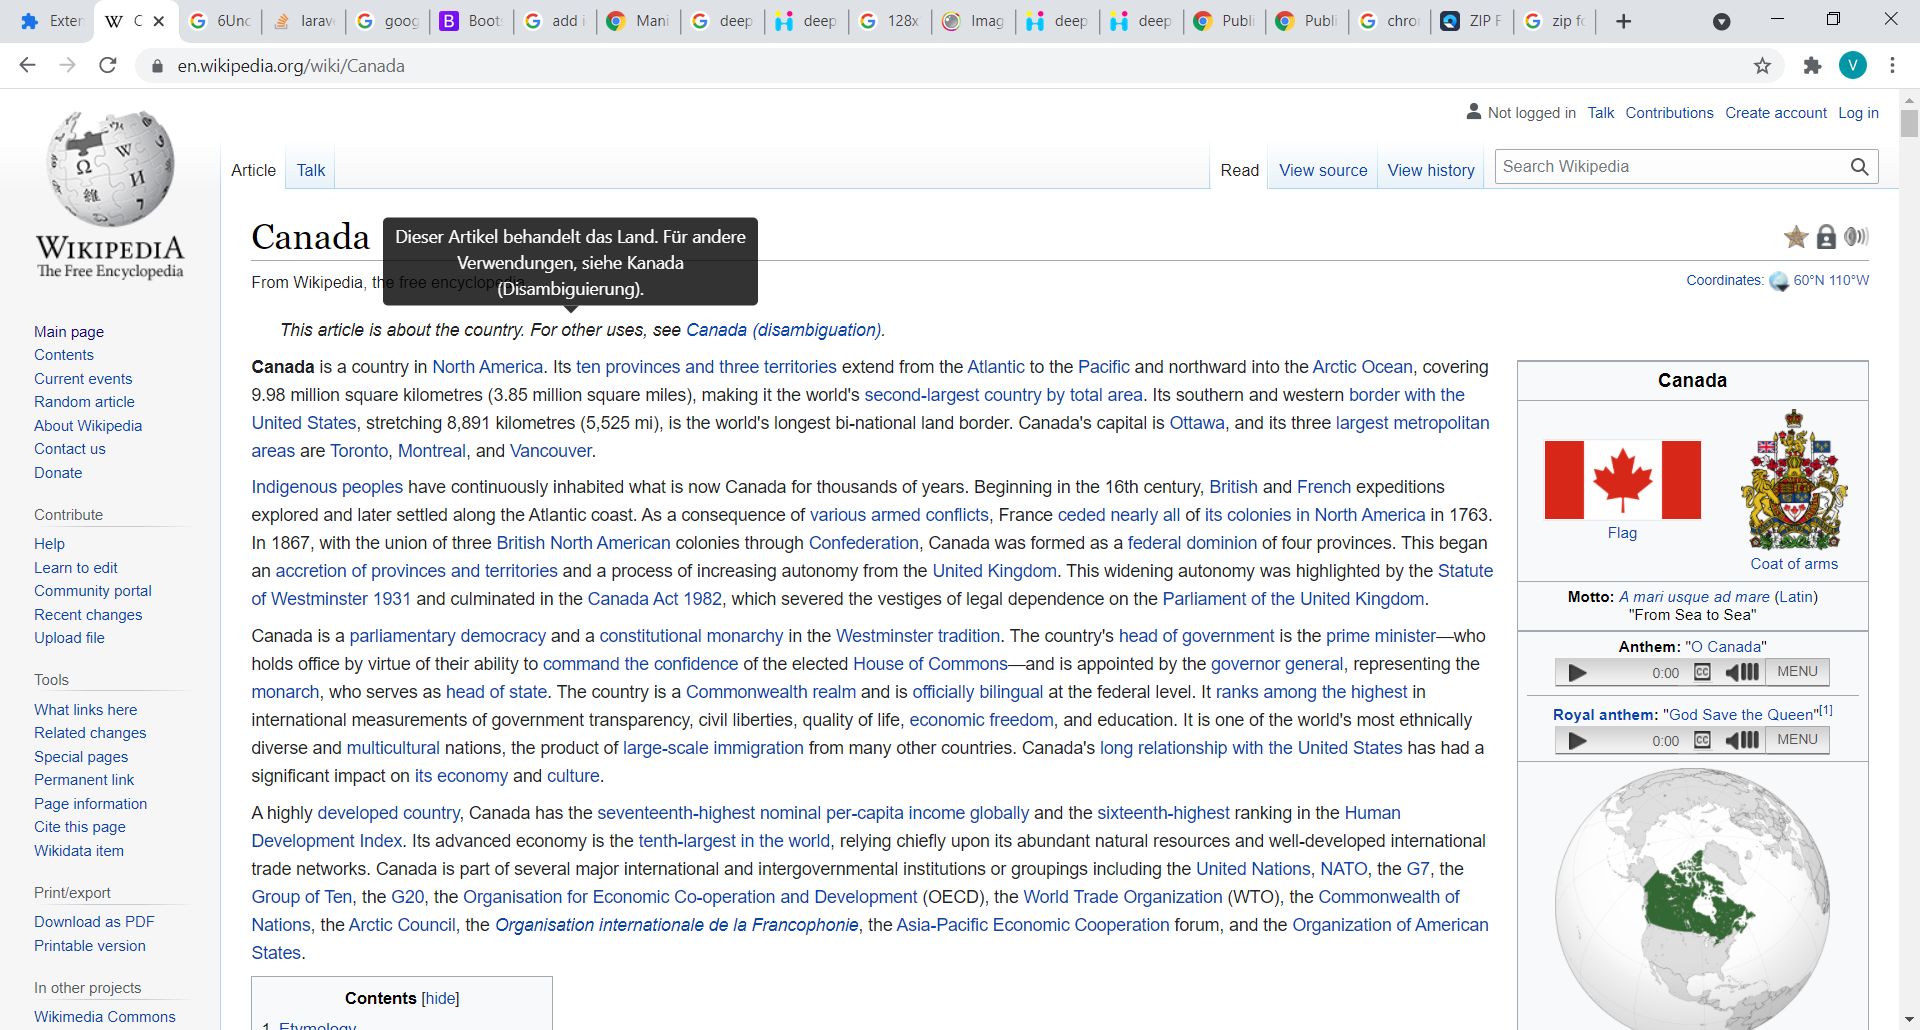 Exten
C
6Unc
larave
goog
Boots
add i
Mani
deep
deep
128x
Imag
deep
deep
Publi
Publi
chro
ZIP F
zip fo
en.wikipedia.org/wiki/Canada
V
Not logged in Talk Contributions Create account Log in
WIKIPEDIA
The Free Encyclopedia
Article Talk
Read View source View history Search Wikipedia
Canada
Dieser Artikel behandelt das Land. Für andere
Verwendungen, siehe Kanada
(Disambiguierung).
From Wikipedia, the free encyclopedia
Coordinates: 60°N 110°W
This article is about the country. For other uses, see Canada (disambiguation).
Canada is a country in North America. Its ten provinces and three territories extend from the Atlantic to the Pacific and northward into the Arctic Ocean, covering
9.98 million square kilometres (3.85 million square miles), making it the world's second-largest country by total area. Its southern and western border with the
United States, stretching 8,891 kilometres (5,525 mi), is the world's longest bi-national land border. Canada's capital is Ottawa, and its three largest metropolitan
areas are Toronto, Montreal, and Vancouver.
Indigenous peoples have continuously inhabited what is now Canada for thousands of years. Beginning in the 16th century, British and French expeditions
explored and later settled along the Atlantic coast. As a consequence of various armed conflicts, France ceded nearly all of its colonies in North America in 1763.
In 1867, with the union of three British North American colonies through Confederation, Canada was formed as a federal dominion of four provinces. This began
an accretion of provinces and territories and a process of increasing autonomy from the United Kingdom. This widening autonomy was highlighted by the Statute
of Westminster 1931 and culminated in the Canada Act 1982, which severed the vestiges of legal dependence on the Parliament of the United Kingdom.
Canada is a parliamentary democracy and a constitutional monarchy in the Westminster tradition. The country's head of government is the prime minister—who
holds office by virtue of their ability to command the confidence of the elected House of Commons—and is appointed by the governor general, representing the
monarch, who serves as head of state. The country is a Commonwealth realm and is officially bilingual at the federal level. It ranks among the highest in
international measurements of government transparency, civil liberties, quality of life, economic freedom, and education. It is one of the world's most ethnically
diverse and multicultural nations, the product of large-scale immigration from many other countries. Canada's long relationship with the United States has had a
significant impact on its economy and culture.
A highly developed country, Canada has the seventeenth-highest nominal per-capita income globally and the sixteenth-highest ranking in the Human
Development Index. Its advanced economy is the tenth-largest in the world, relying chiefly upon its abundant natural resources and well-developed international
trade networks. Canada is part of several major international and intergovernmental institutions or groupings including the United Nations, NATO, the G7, the
Group of Ten, the G20, the Organisation for Economic Co-operation and Development (OECD), the World Trade Organization (WTO), the Commonwealth of
Nations, the Arctic Council, the Organisation internationale de la Francophonie, the Asia-Pacific Economic Cooperation forum, and the Organization of American
States.
Contents [hide]
1 Etymology
Main page
Contents
Current events
Random article
About Wikipedia
Contact us
Donate
Contribute
Help
Learn to edit
Community portal
Recent changes
Upload file
Tools
What links here
Related changes
Special pages
Permanent link
Page information
Cite this page
Wikidata item
Print/export
Download as PDF
Printable version
In other projects
Wikimedia Commons
Canada
Flag
Coat of arms
Motto: A mari usque ad mare (Latin)
"From Sea to Sea"
Anthem: "O Canada"
0:00 CC MENU
Royal anthem: "God Save the Queen"[1]
0:00 CC MENU